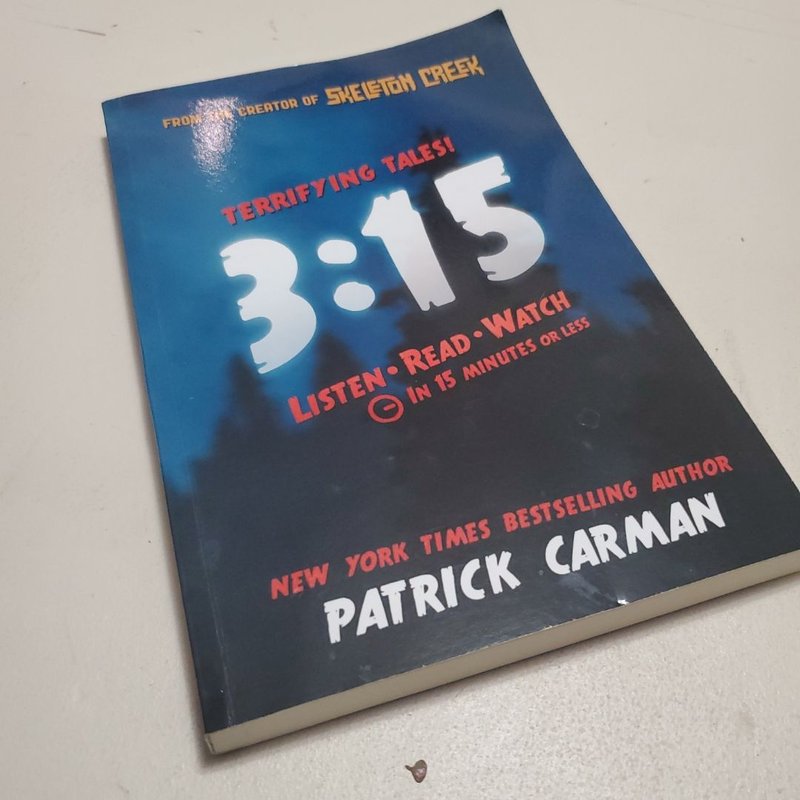 FROM THE CREATOR OF SKELETON CREEK
TERRIFYING TALES!
3:15
LISTEN • READ • WATCH
IN 15 MINUTES OR LESS
NEW YORK TIMES BESTSELLING AUTHOR
PATRICK CARMAN